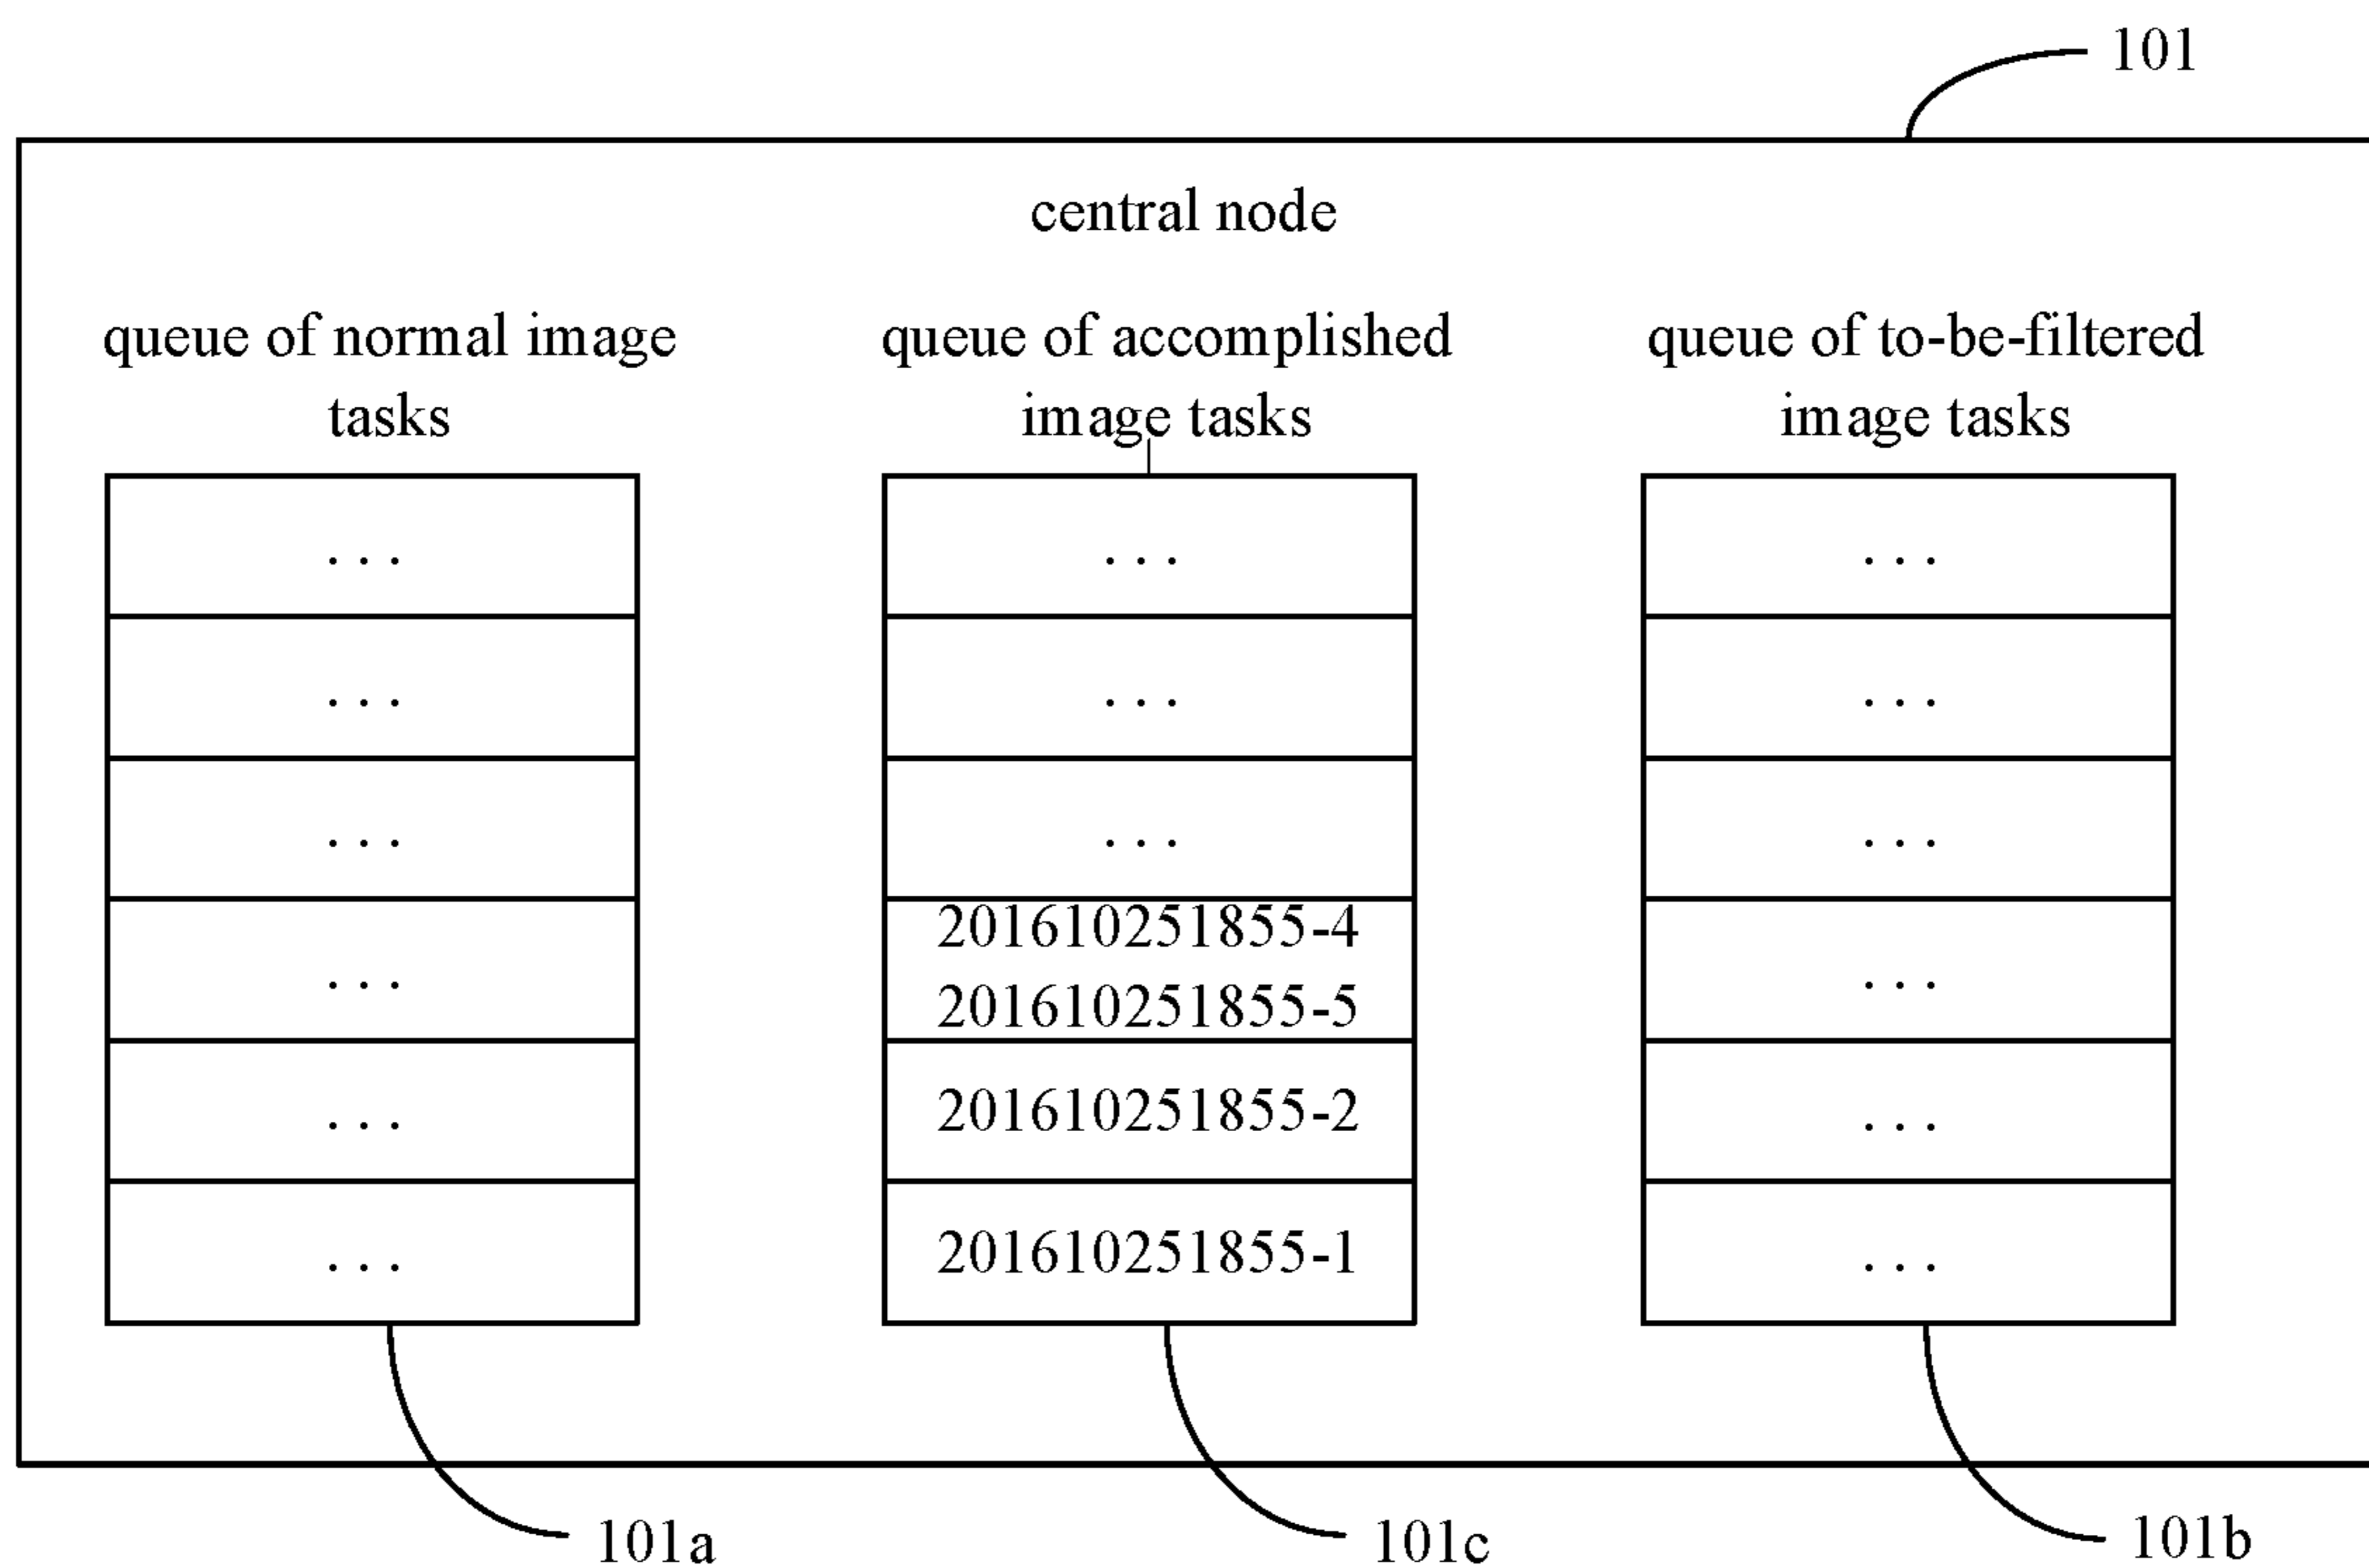 101
central node
queue of normal image
tasks
queue of accomplished
image tasks
queue of to-be-filtered
image tasks
. . .
. . .
. . .
. . .
. . .
. . .
. . .
. . .
. . .
201610251855-4
201610251855-5
201610251855-2
201610251855-1
. . .
. . .
. . .
. . .
. . .
. . .
101a
101c
101b